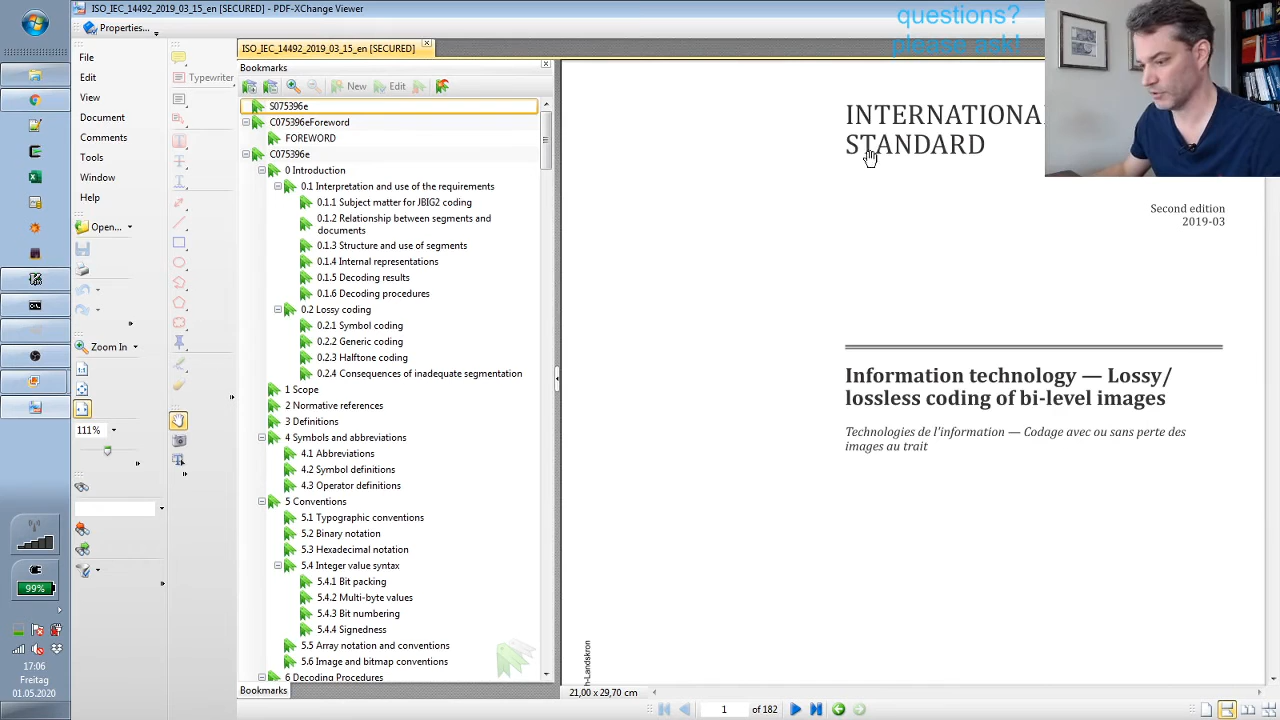 ISO_IEC_14492_2019_03_15_en [SECURED] - PDF-XChange Viewer
questions?
please ask!
Properties...
File
Edit
View
Document
Comments
Tools
Window
Help
Open...
Zoom In
111%
Typewriter
99%
17:06
Freitag
01.05.2020
ISO_IEC_14492_2019_03_15_en [SECURED]
Bookmarks
New
Edit
S075396e
C075396eForeword
FOREWORD
C075396e
0 Introduction
0.1 Interpretation and use of the requirements
0.1.1 Subject matter for JBIG2 coding
0.1.2 Relationship between segments and
documents
0.1.3 Structure and use of segments
0.1.4 Internal representations
0.1.5 Decoding results
0.1.6 Decoding procedures
0.2 Lossy coding
0.2.1 Symbol coding
0.2.2 Generic coding
0.2.3 Halftone coding
0.2.4 Consequences of inadequate segmentation
1 Scope
2 Normative references
3 Definitions
4 Symbols and abbreviations
4.1 Abbreviations
4.2 Symbol definitions
4.3 Operator definitions
5 Conventions
5.1 Typographic conventions
5.2 Binary notation
5.3 Hexadecimal notation
5.4 Integer value syntax
5.4.1 Bit packing
5.4.2 Multi-byte values
5.4.3 Bit numbering
5.4.4 Signedness
5.5 Array notation and conventions
5.6 Image and bitmap conventions
6 Decoding Procedures
Bookmarks
INTERNATIONA
STANDARD
Second edition
2019-03
Information technology — Lossy/
lossless coding of bi-level images
Technologies de l'information — Codage avec ou sans perte des
images au trait
h-Landskron
21,00 x 29,70 cm
1 of 182